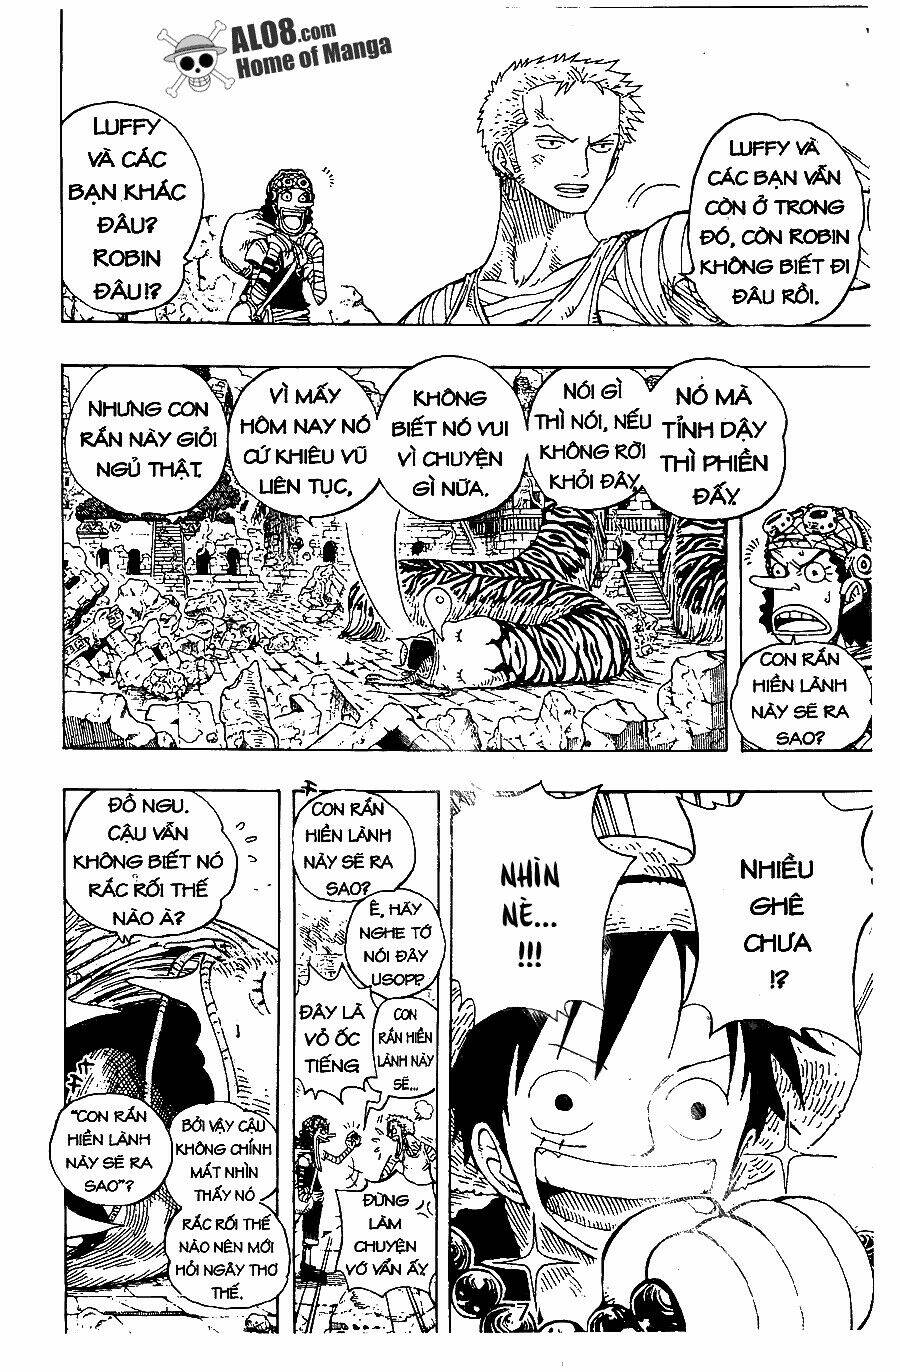 ALO8.com
Home of Manga
LUFFY
VÀ CÁC
BẠN KHÁC
ĐÂU?
ROBIN
ĐÂU!?
LUFFY VÀ
CÁC BẠN VẪN
CÒN Ở TRONG
ĐÓ, CÒN ROBIN
KHÔNG BIẾT ĐI
ĐÂU RỒI.
NHƯNG CON
RẮN NÀY GIỎI
NGỦ THẬT.
VÌ MẤY
HÔM NAY NÓ
CỨ KHIÊU VŨ
LIÊN TỤC,
KHÔNG
BIẾT NÓ VUI
VÌ CHUYỆN
GÌ NỮA.
NÓI GÌ
THÌ NÓI, NẾU
KHÔNG RỜI
KHỎI ĐÂY,
NÓ MÀ
TỈNH DẬY
THÌ PHIỀN
ĐẤY.
CON RẮN
HIỀN LÀNH
NÀY SẼ RA
SAO?
ĐỒ NGU.
CẬU VẪN
KHÔNG BIẾT NÓ
RẮC RỐI THẾ
NÀO À?
"CON RẮN
HIỀN LÀNH
NÀY SẼ RA
SAO"?
BỞI VẬY CẬU
KHÔNG CHÍNH
MẮT NHÌN
THẤY NÓ
RẮC RỐI THẾ
NÀO NÊN MỚI
HỎI NGÂY THƠ
THẾ.
CON RẮN
HIỀN LÀNH
NÀY SẼ RA
SAO?
Ê, HÃY
NGHE TỚ
NÓI ĐÂY
USOPP.
ĐÂY LÀ
VỎ ỐC
TIẾNG
CON
RẮN HIỀN
LÀNH NÀY
SẼ...
ĐỪNG
LÀM
CHUYỆN
VỚ VẨN ẤY.
NHÌN
NÈ...
!!!
NHIỀU
GHÊ
CHƯA
!?